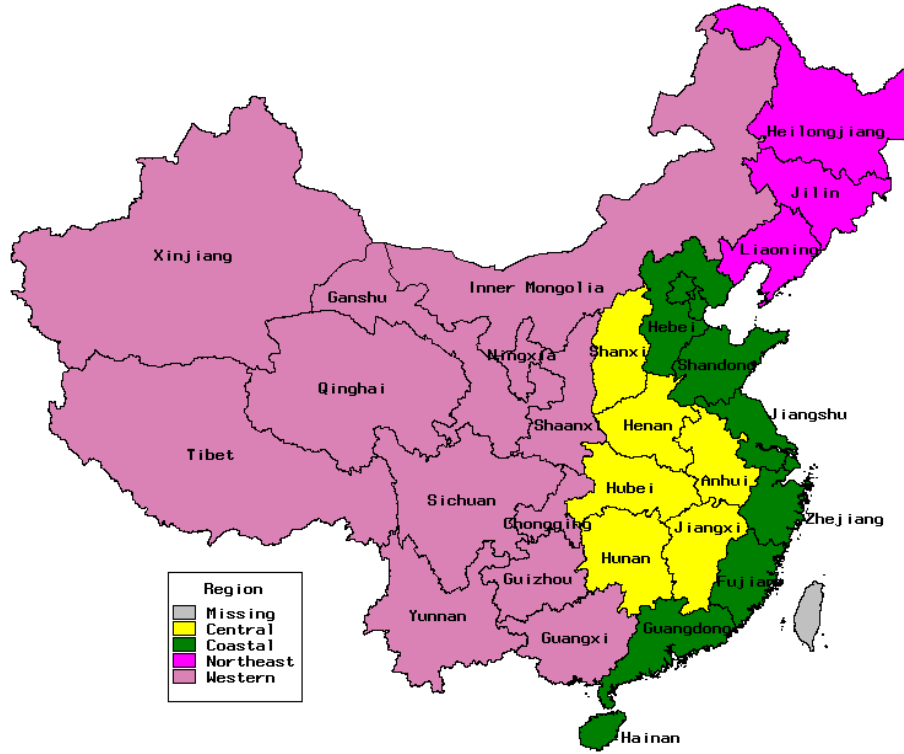 Heilongjiang
Jilin
Liaoning
Xinjiang
Ganshu
Inner Mongolia
Hebei
Ningxia
Shanxi
Shandong
Qinghai
Jiangshu
Shaanxi
Henan
Tibet
Sichuan
Hubei
Anhui
Chongqing
Jiangxi
Zhejiang
Hunan
Guizhou
Fujian
Yunnan
Guangxi
Guangdong
Hainan
Region
Missing
Central
Coastal
Northeast
Western